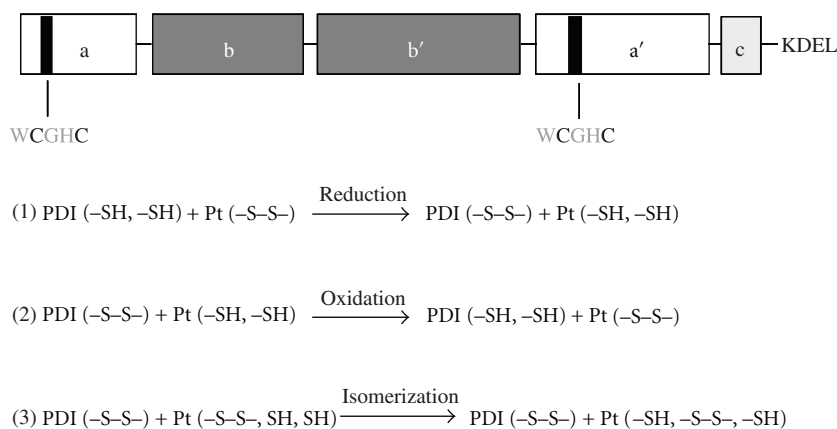 a b b′ a′ c KDEL
WCGHC WCGHC
Reduction
(1) PDI (–SH, –SH) + Pt (–S–S–) → PDI (–S–S–) + Pt (–SH, –SH)
Oxidation
(2) PDI (–S–S–) + Pt (–SH, –SH) → PDI (–SH, –SH) + Pt (–S–S–)
Isomerization
(3) PDI (–S–S–) + Pt (–S–S–, SH, SH) → PDI (–S–S–) + Pt (–SH, –S–S–, –SH)